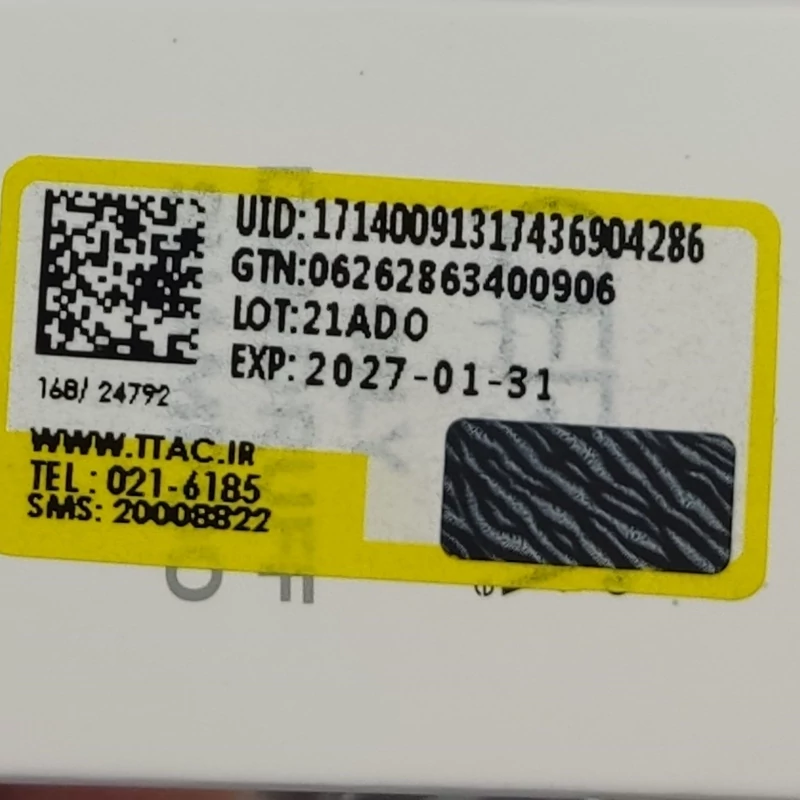 UID:17140091317436904286
GTN:06262863400906
LOT:21ADO
EXP: 2027-01-31
168/ 24792
WWW.TTAC.IR
TEL : 021-6185
SMS: 20008822